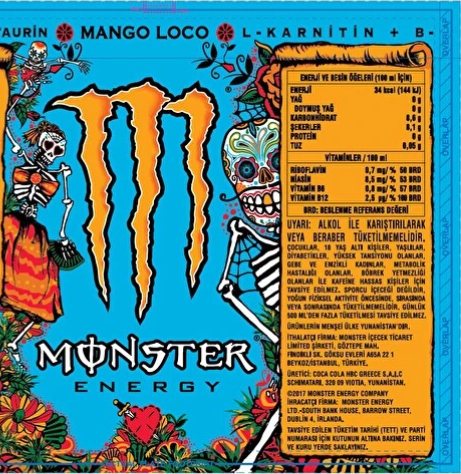 TAURİN ❋ MANGO LOCO ❋ L-KARNİTİN + B-
MONSTER
ENERGY
ENERJİ VE BESİN ÖĞELERİ (100 ml İÇİN)
ENERJİ 34 kcal (144 kJ)
YAĞ 0 g
DOYMUŞ YAĞ 0 g
KARBONHİDRAT 8,6 g
ŞEKERLER 8,1 g
PROTEİN 0 g
TUZ 0,05 g
VİTAMİNLER / 100 ml
RİBOFLAVİN 0,7 mg/ % 50 BRD
NİASİN 8,5 mg/ % 53 BRD
VİTAMİN B6 0,8 mg/ % 57 BRD
VİTAMİN B12 2,5 µg/ % 100 BRD
BRD: BESLENME REFERANS DEĞERİ
UYARI: ALKOL İLE KARIŞTIRILARAK
VEYA BERABER TÜKETİLMEMELİDİR,
ÇOCUKLAR, 18 YAŞ ALTI KİŞİLER, YAŞLILAR,
DİYABETİKLER, YÜKSEK TANSİYONU OLANLAR,
GEBE VE EMZİKLİ KADINLAR, METABOLİK
HASTALIĞI OLANLAR, BÖBREK YETMEZLİĞİ
OLANLAR İLE KAFEİNE HASSAS KİŞİLER İÇİN
TAVSİYE EDİLMEZ. SPORCU İÇECEĞİ DEĞİLDİR,
YOĞUN FİZİKSEL AKTİVİTE ÖNCESİNDE, SIRASINDA
VEYA SONRASINDA TÜKETİLMEMELİDİR, GÜNLÜK
500 ML'DEN FAZLA TÜKETİLMESİ TAVSİYE EDİLMEZ.
ÜRÜNLERİN MENŞEİ ÜLKE YUNANİSTAN'DIR.
İTHALATÇI FİRMA: MONSTER İÇECEK TİCARET
LİMİTED ŞİRKETİ, GÖZTEPE MAH.
FENOBİLİ SK. GÖKSU EVLERİ A65A 22 1
BEYKOZ/İSTANBUL, TÜRKİYE.
ÜRETİCİ: COCA COLA HBC GREECE S,A,I,C
SCHIMATARI, 320 09 VIOTIA, YUNANİSTAN.
©2017 MONSTER ENERGY COMPANY
İHRACATÇI FİRMA: MONSTER ENERGY
LTD.-SOUTH BANK HOUSE, BARROW STREET,
DUBLİN 4, İRLANDA,
TAVSİYE EDİLEN TÜKETİM TARİHİ (TETT) VE PARTİ
NUMARASI İÇİN KUTUNUN ALTINA BAKINIZ. SERİN
VE KURU YERDE SAKLAYINIZ.
OVERLAP
OVERLAP
OVERLAP
OVERLAP
OVERLAP